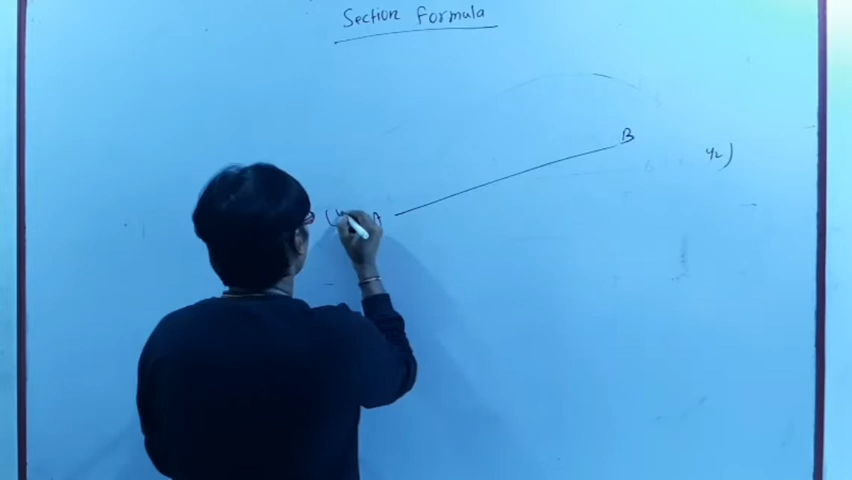 Section Formula
B
y₂)
A